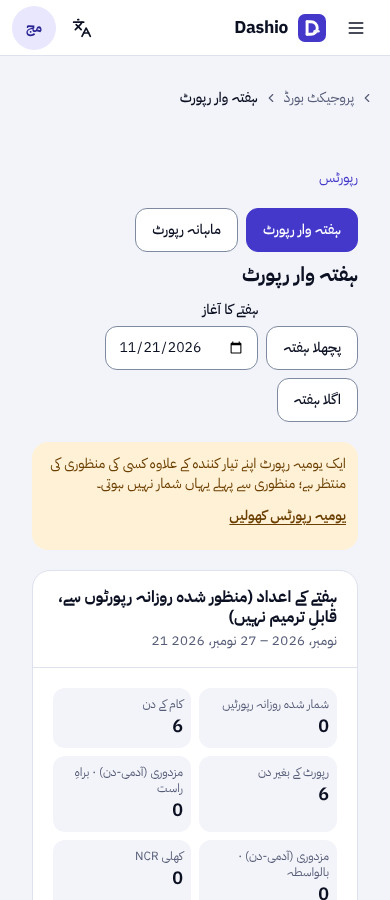 Dashio
مج
پروجیکٹ بورڈ
ہفتہ وار رپورٹ
رپورٹس
ہفتہ وار رپورٹ
ماہانہ رپورٹ
ہفتہ وار رپورٹ
ہفتے کا آغاز
پچھلا ہفتہ
11/21/2026
اگلا ہفتہ
ایک یومیہ رپورٹ اپنے تیار کنندہ کے علاوہ کسی کی منظوری کی
منتظر ہے؛ منظوری سے پہلے یہاں شمار نہیں ہوتی۔
یومیہ رپورٹس کھولیں
ہفتے کے اعداد (منظور شدہ روزانہ رپورٹوں سے،
قابلِ ترمیم نہیں)
21 نومبر، 2026 – 27 نومبر، 2026
شمار شدہ روزانہ رپورٹیں
0
کام کے دن
6
رپورٹ کے بغیر دن
6
مزدوری (آدمی-دن) · براہِ
راست
0
مزدوری (آدمی-دن) ·
بالواسطہ
0
کھلی NCR
0